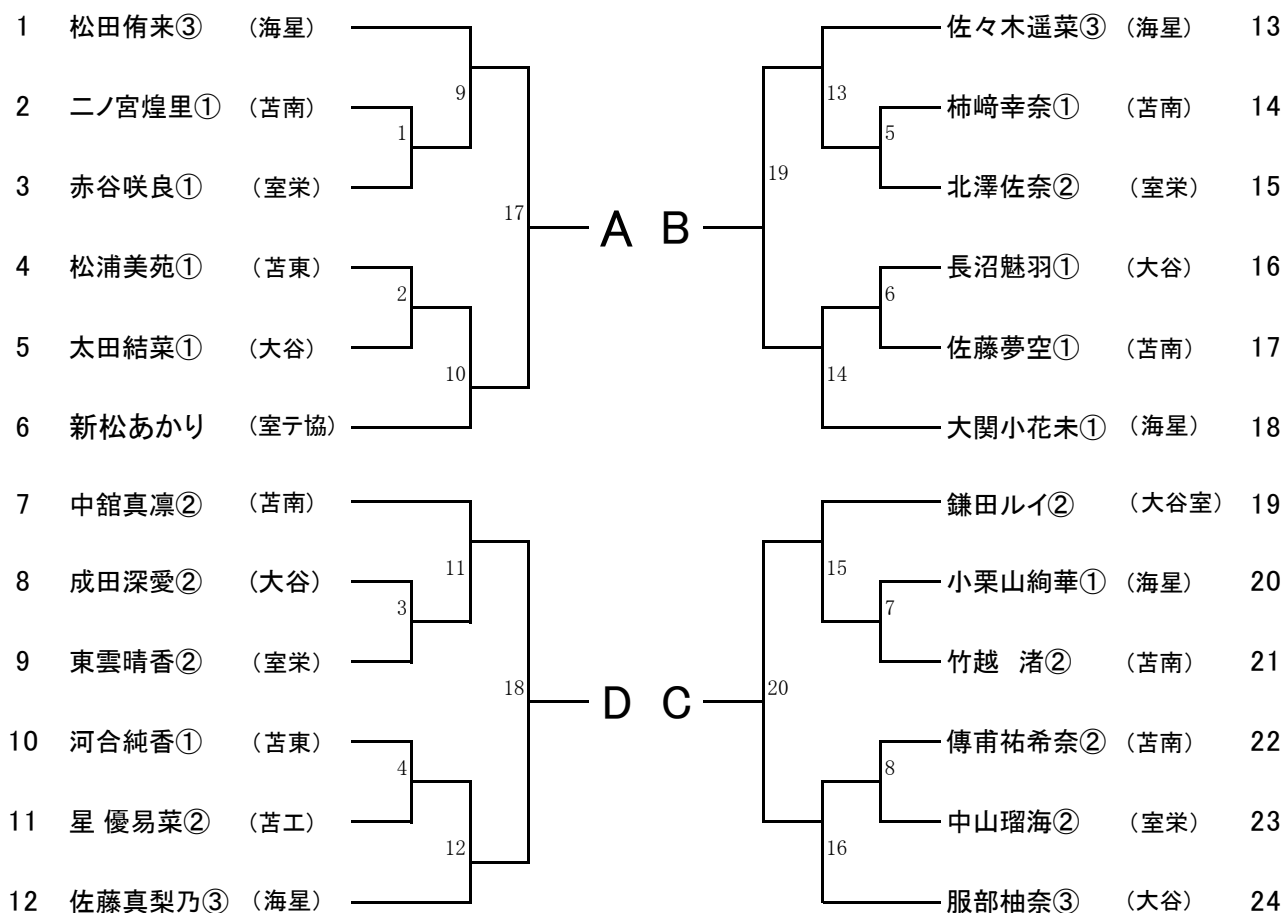 1 松田侑来③ (海星)
9
2 二ノ宮煌里① (苫南)
1
3 赤谷咲良① (室栄)
17
A
4 松浦美苑① (苫東)
2
5 太田結菜① (大谷)
10
6 新松あかり (室テ協)
7 中舘真凛② (苫南)
11
8 成田深愛② (大谷)
3
9 東雲晴香② (室栄)
18
D
10 河合純香① (苫東)
4
11 星 優易菜② (苫工)
12
12 佐藤真梨乃③ (海星)
佐々木遥菜③ (海星) 13
13
柿﨑幸奈① (苫南) 14
5
19
北澤佐奈② (室栄) 15
B
長沼魅羽① (大谷) 16
6
佐藤夢空① (苫南) 17
14
大関小花未① (海星) 18
鎌田ルイ② (大谷室) 19
15
小栗山絢華① (海星) 20
7
竹越 渚② (苫南) 21
20
C
傳甫祐希奈② (苫南) 22
8
中山瑠海② (室栄) 23
16
服部柚奈③ (大谷) 24